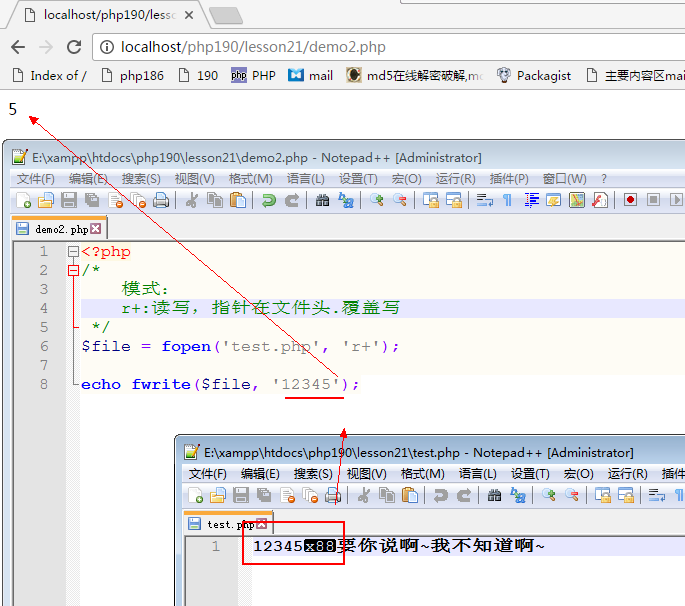 localhost/php190/lesso
localhost/php190/lesson21/demo2.php
Index of / php186 190 PHP mail md5在线解密破解,md Packagist 主要内容区mai
5
E:\xampp\htdocs\php190\lesson21\demo2.php - Notepad++ [Administrator]
文件(F) 编辑(E) 搜索(S) 视图(V) 格式(M) 语言(L) 设置(T) 宏(O) 运行(R) 插件(P) 窗口(W) ?
demo2.php
1 <?php
2 /*
3 模式:
4 r+:读写, 指针在文件头.覆盖写
5 */
6 $file = fopen('test.php', 'r+');
7
8 echo fwrite($file, '12345');
E:\xampp\htdocs\php190\lesson21\test.php - Notepad++ [Administrator]
文件(F) 编辑(E) 搜索(S) 视图(V) 格式(M) 语言(L) 设置(T) 宏(O) 运行(R) 插件
test.php
1 12345x88要你说啊~我不知道啊~